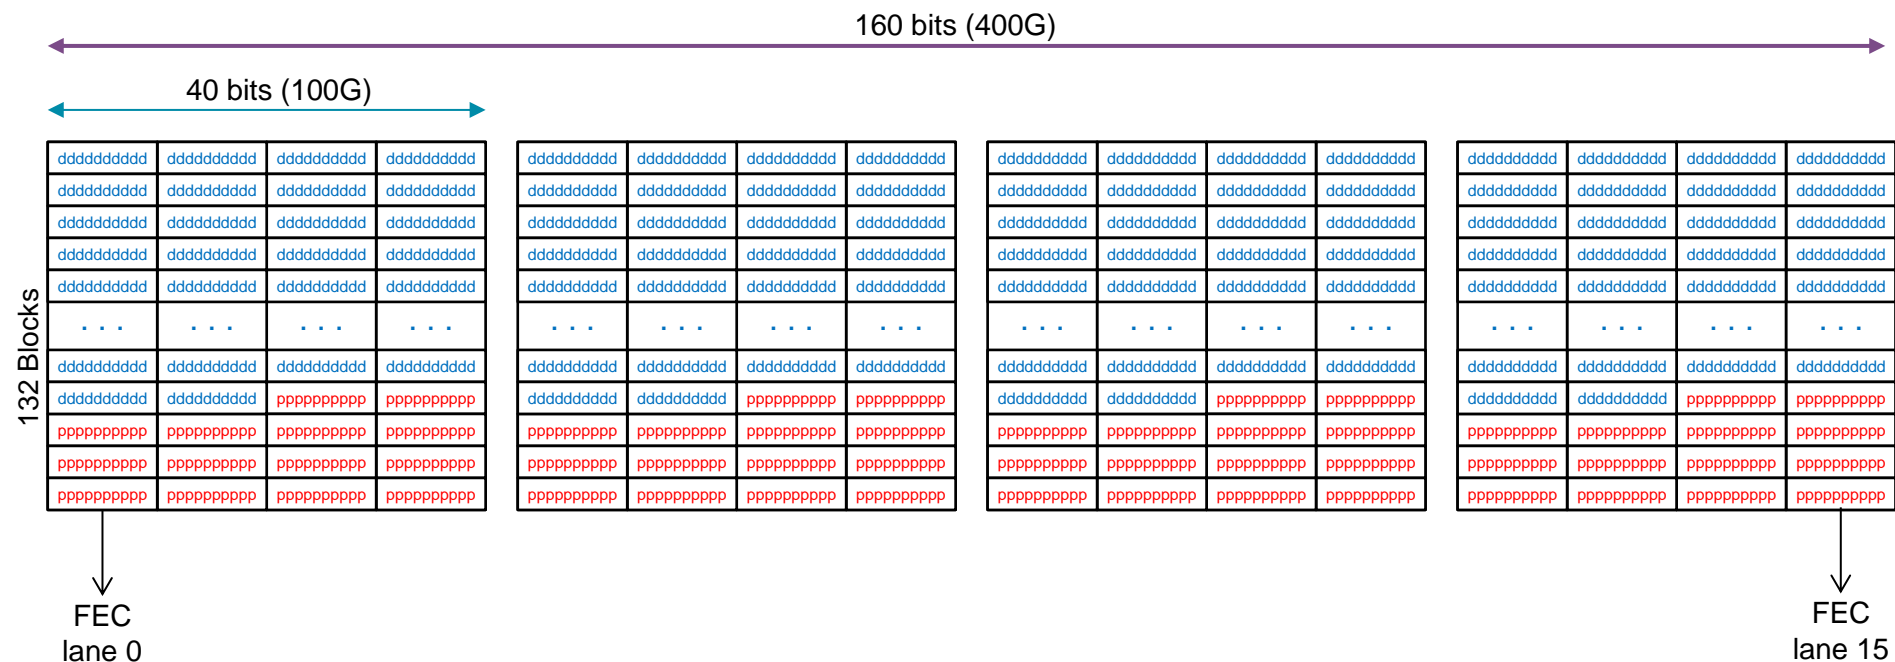 160 bits (400G)
40 bits (100G)
dddddddddd dddddddddd dddddddddd dddddddddd dddddddddd dddddddddd dddddddddd dddddddddd dddddddddd dddddddddd dddddddddd dddddddddd dddddddddd dddddddddd dddddddddd dddddddddd
dddddddddd dddddddddd dddddddddd dddddddddd dddddddddd dddddddddd dddddddddd dddddddddd dddddddddd dddddddddd dddddddddd dddddddddd dddddddddd dddddddddd dddddddddd dddddddddd
dddddddddd dddddddddd dddddddddd dddddddddd dddddddddd dddddddddd dddddddddd dddddddddd dddddddddd dddddddddd dddddddddd dddddddddd dddddddddd dddddddddd dddddddddd dddddddddd
dddddddddd dddddddddd dddddddddd dddddddddd dddddddddd dddddddddd dddddddddd dddddddddd dddddddddd dddddddddd dddddddddd dddddddddd dddddddddd dddddddddd dddddddddd dddddddddd
dddddddddd dddddddddd dddddddddd dddddddddd dddddddddd dddddddddd dddddddddd dddddddddd dddddddddd dddddddddd dddddddddd dddddddddd dddddddddd dddddddddd dddddddddd dddddddddd
. . . . . . . . . . . . . . . . . . . . . . . . . . . . . . . . . . . . . . . . . . . . . . . .
dddddddddd dddddddddd dddddddddd dddddddddd dddddddddd dddddddddd dddddddddd dddddddddd dddddddddd dddddddddd dddddddddd dddddddddd dddddddddd dddddddddd dddddddddd dddddddddd
dddddddddd dddddddddd pppppppppp pppppppppp dddddddddd dddddddddd pppppppppp pppppppppp dddddddddd dddddddddd pppppppppp pppppppppp dddddddddd dddddddddd pppppppppp pppppppppp
pppppppppp pppppppppp pppppppppp pppppppppp pppppppppp pppppppppp pppppppppp pppppppppp pppppppppp pppppppppp pppppppppp pppppppppp pppppppppp pppppppppp pppppppppp pppppppppp
pppppppppp pppppppppp pppppppppp pppppppppp pppppppppp pppppppppp pppppppppp pppppppppp pppppppppp pppppppppp pppppppppp pppppppppp pppppppppp pppppppppp pppppppppp pppppppppp
pppppppppp pppppppppp pppppppppp pppppppppp pppppppppp pppppppppp pppppppppp pppppppppp pppppppppp pppppppppp pppppppppp pppppppppp pppppppppp pppppppppp pppppppppp pppppppppp
132 Blocks
FEC
lane 0
FEC
lane 15